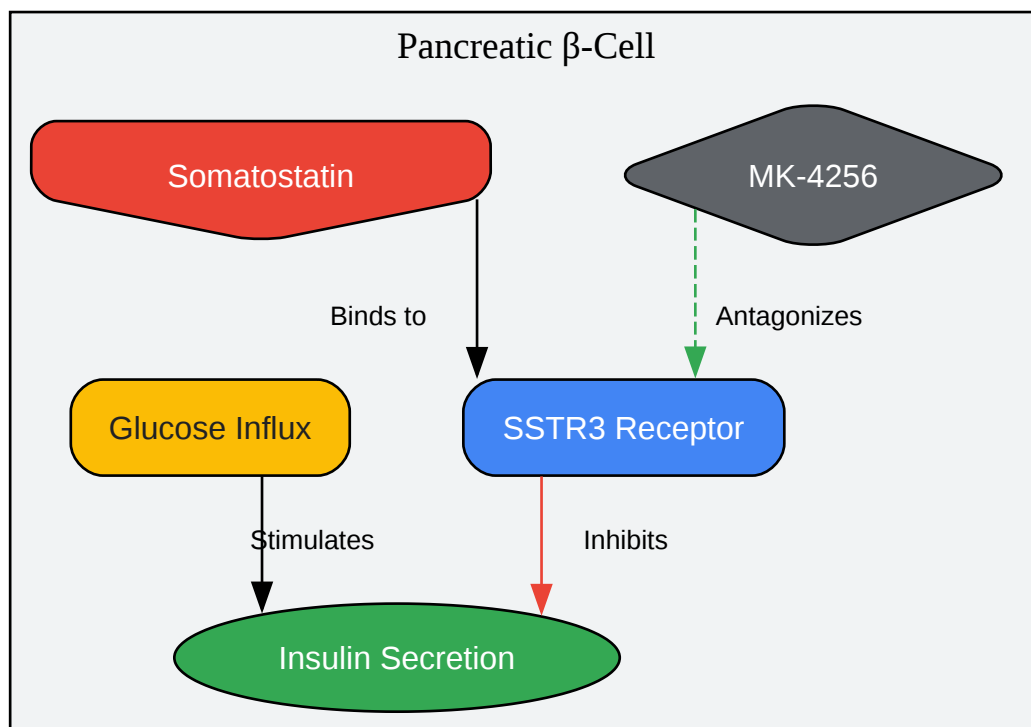 Pancreatic β-Cell
Somatostatin
MK-4256
Binds to
Antagonizes
Glucose Influx
SSTR3 Receptor
Stimulates
Inhibits
Insulin Secretion